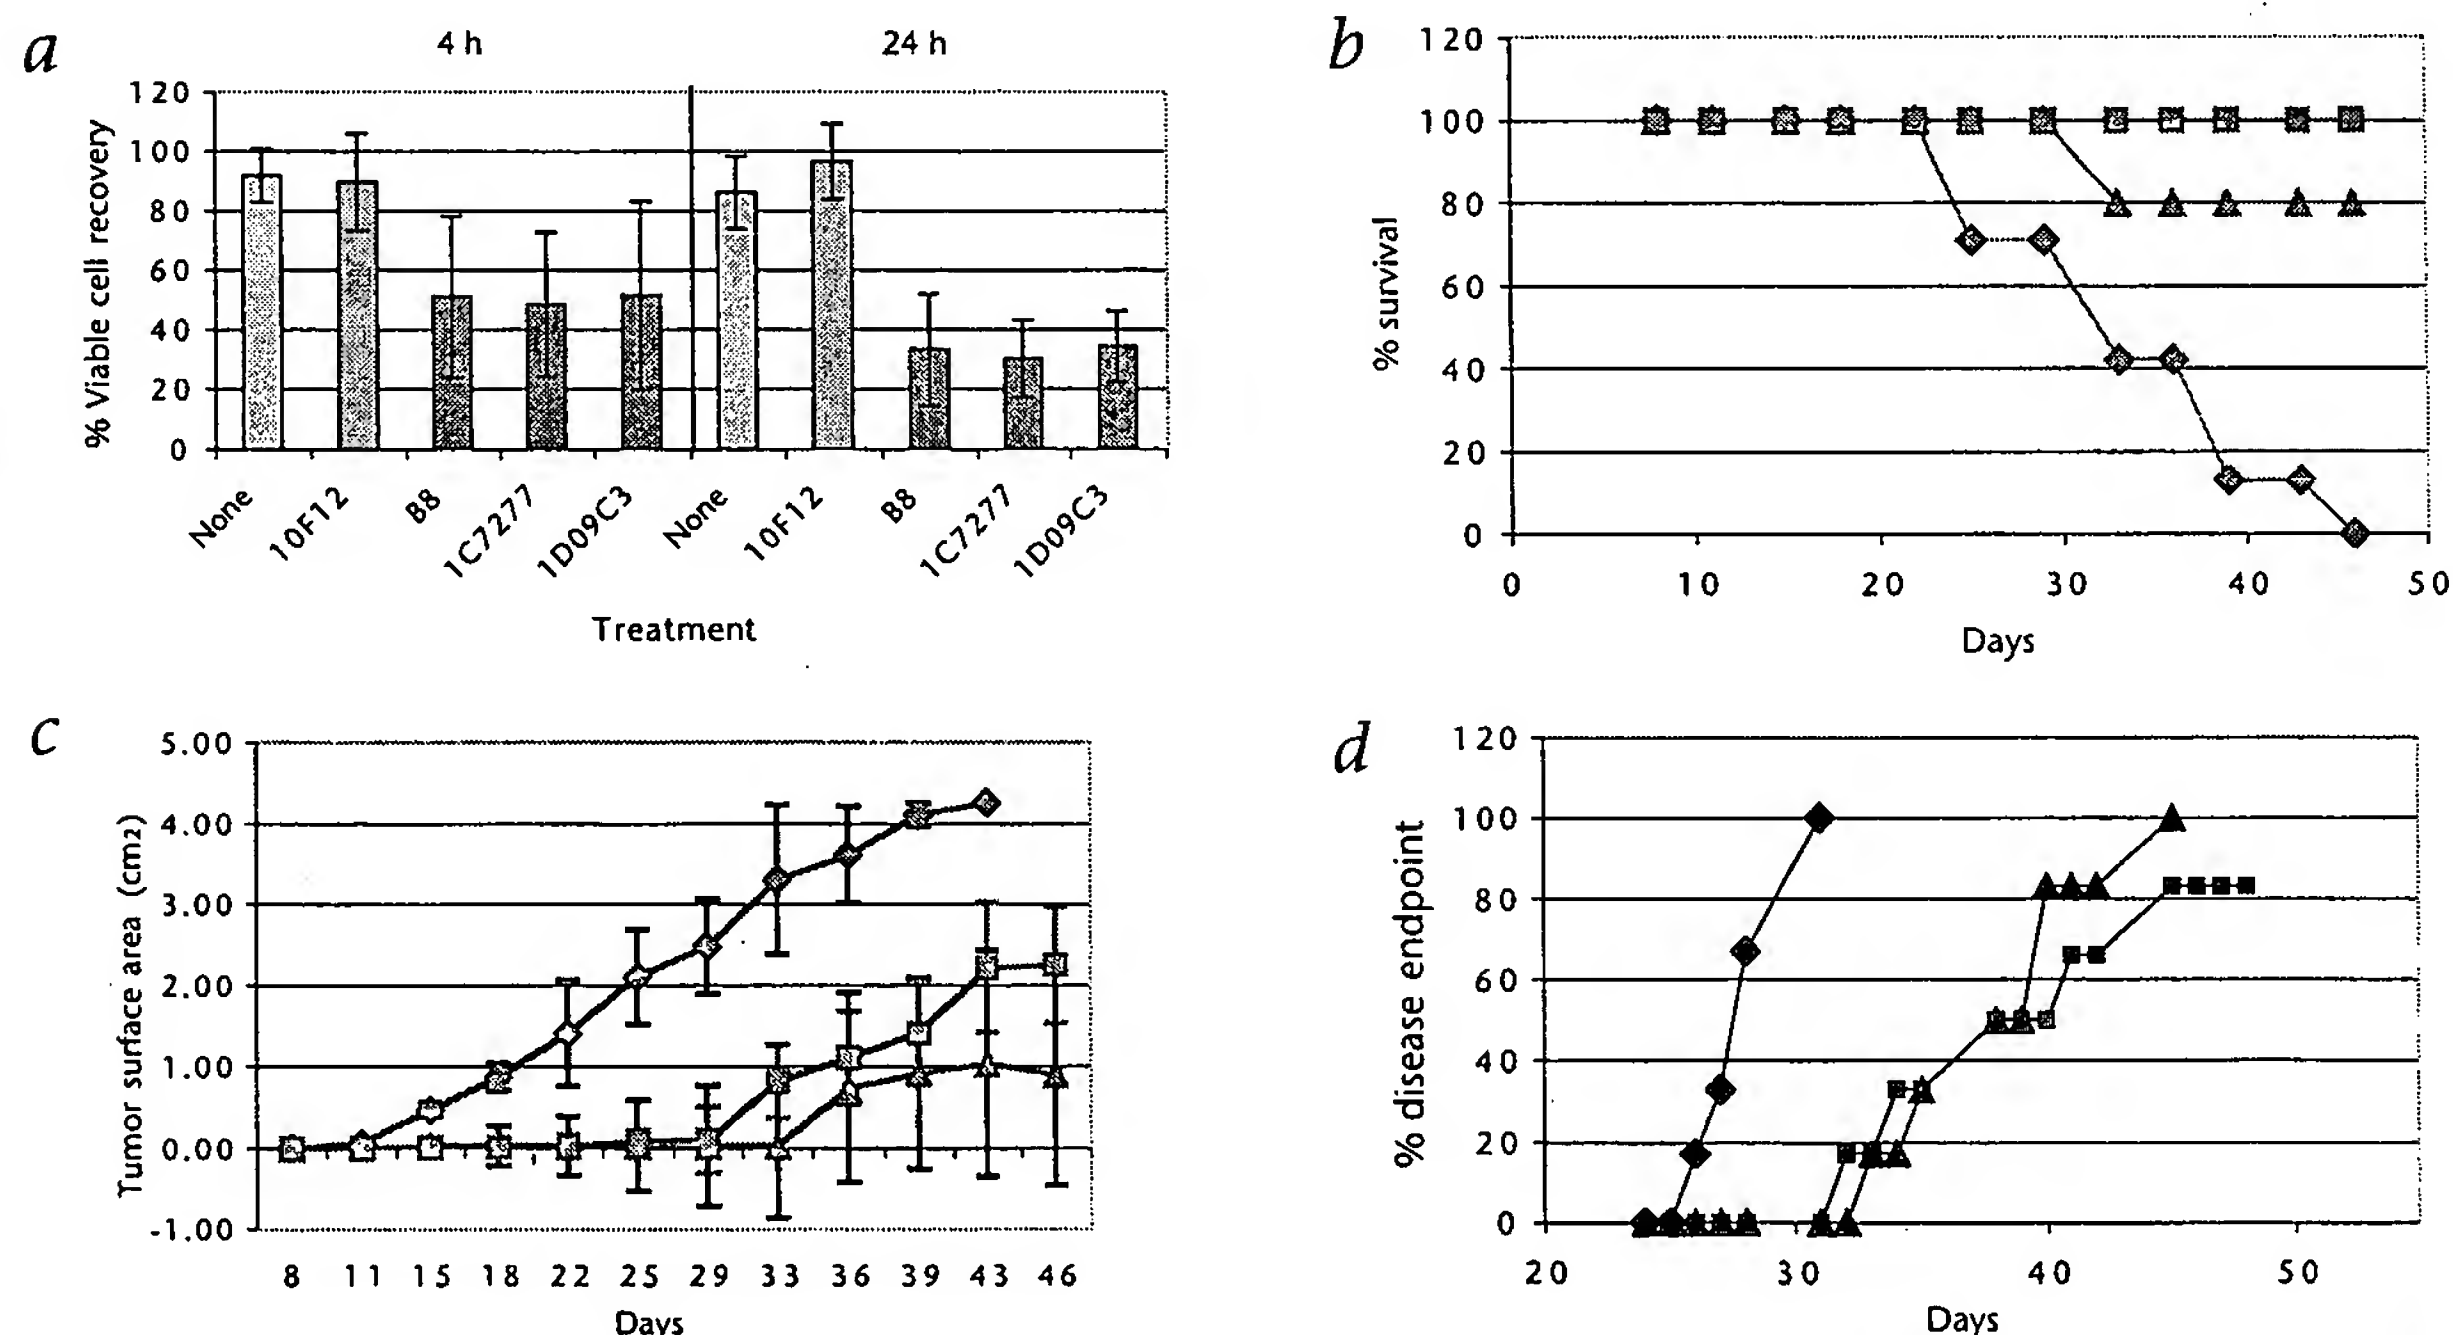 a
4 h
24 h
% Viable cell recovery
120
100
80
60
40
20
0
None
10F12
B8
1C7277
1D09C3
None
10F12
B8
1C7277
1D09C3
Treatment
b
% survival
120
100
80
60
40
20
0
0 10 20 30 40 50
Days
c
Tumor surface area (cm2)
5.00
4.00
3.00
2.00
1.00
0.00
-1.00
8 11 15 18 22 25 29 33 36 39 43 46
Days
d
% disease endpoint
120
100
80
60
40
20
0
20 30 40 50
Days